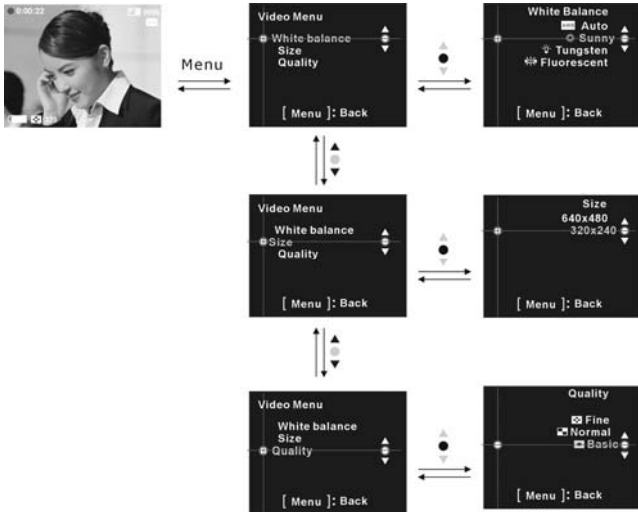 0:00:22
Menu
Video Menu
White balance
Size
Quality
[ Menu ]: Back
White Balance
Auto
Sunny
Tungsten
Fluorescent
[ Menu ]: Back
Video Menu
White balance
Size
Quality
[ Menu ]: Back
Size
640x480
320x240
[ Menu ]: Back
Video Menu
White balance
Size
Quality
[ Menu ]: Back
Quality
Fine
Normal
Basic
[ Menu ]: Back